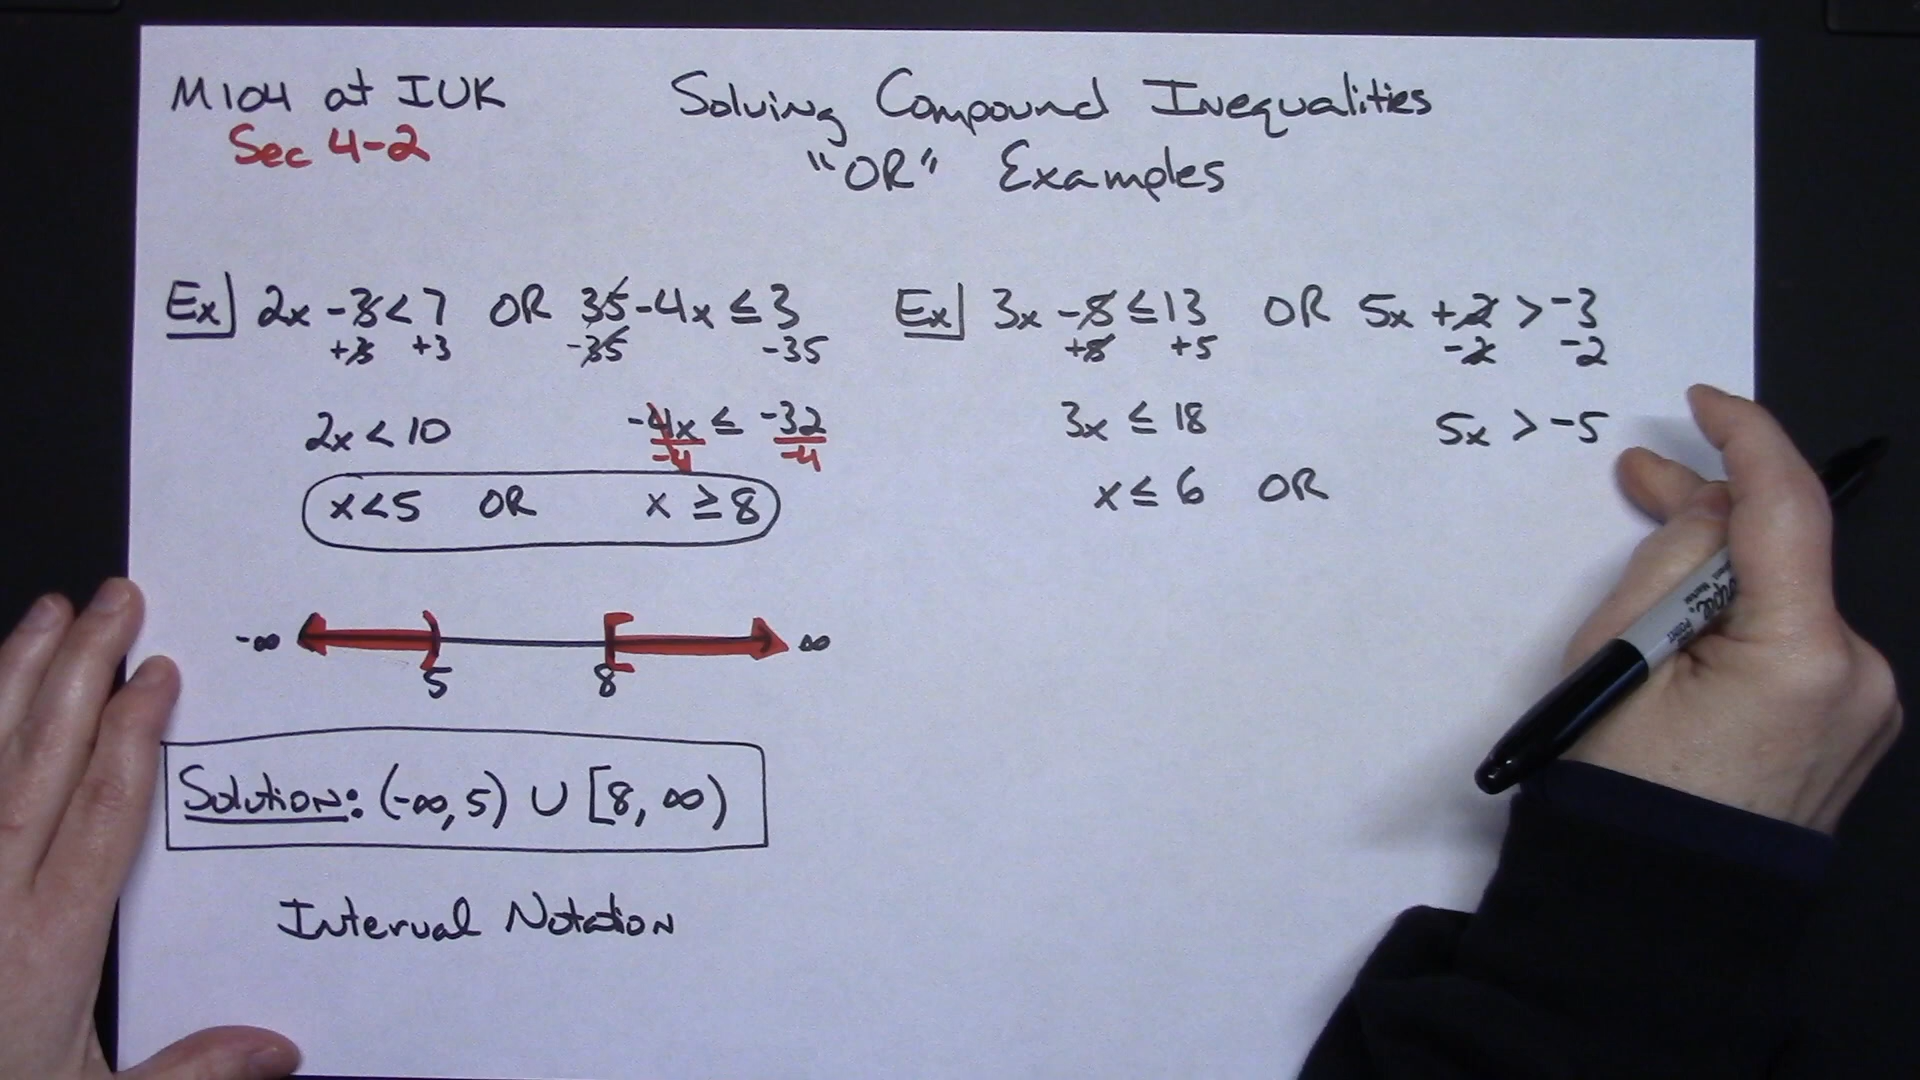 M104 at IUK
Sec 4-2
Solving Compound Inequalities
"OR" Examples
Ex] 2x - 3 < 7 OR 35 - 4x ≤ 3
+3 +3 -35 -35
2x < 10 -4x ≤ -32
-4 -4
x < 5 OR x ≥ 8
-∞ ∞
5 8
Solution: (-∞, 5) ∪ [8, ∞)
Interval Notation
Ex] 3x - 5 ≤ 13 OR 5x + 2 > -3
+5 +5 -2 -2
3x ≤ 18 5x > -5
x ≤ 6 OR